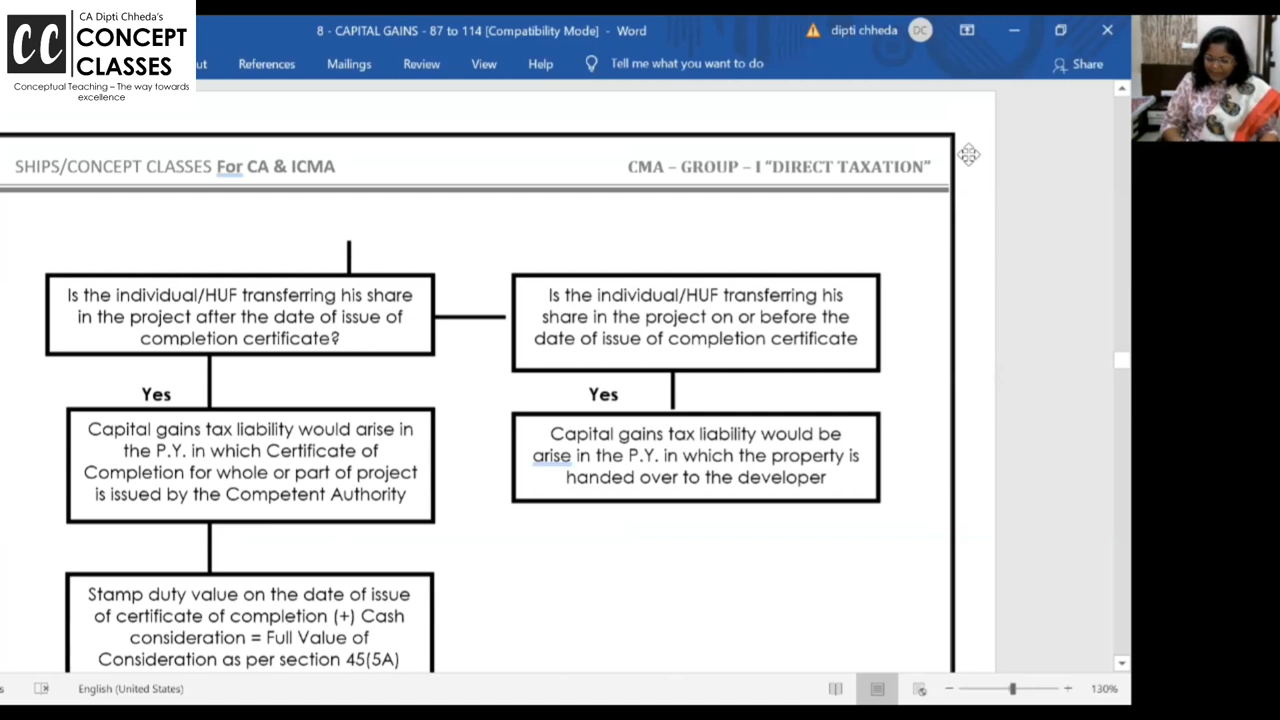 CC
CA Dipti Chheda's
CONCEPT
CLASSES
Conceptual Teaching – The way towards
excellence
8 - CAPITAL GAINS - 87 to 114 [Compatibility Mode] - Word
dipti chheda
DC
ut
References
Mailings
Review
View
Help
Tell me what you want to do
Share
SHIPS/CONCEPT CLASSES For CA & ICMA
CMA – GROUP – I “DIRECT TAXATION”
Is the individual/HUF transferring his share
in the project after the date of issue of
completion certificate?
Is the individual/HUF transferring his
share in the project on or before the
date of issue of completion certificate
Yes
Yes
Capital gains tax liability would arise in
the P.Y. in which Certificate of
Completion for whole or part of project
is issued by the Competent Authority
Capital gains tax liability would be
arise in the P.Y. in which the property is
handed over to the developer
Stamp duty value on the date of issue
of certificate of completion (+) Cash
consideration = Full Value of
Consideration as per section 45(5A)
s
English (United States)
130%